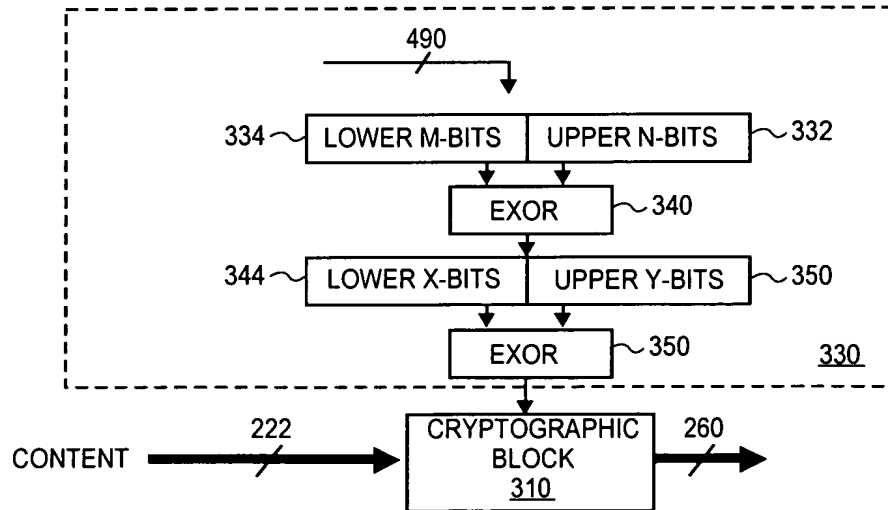 490
334 LOWER M-BITS UPPER N-BITS 332
EXOR 340
344 LOWER X-BITS UPPER Y-BITS 350
EXOR 350
330
CONTENT 222 CRYPTOGRAPHIC BLOCK 310 260